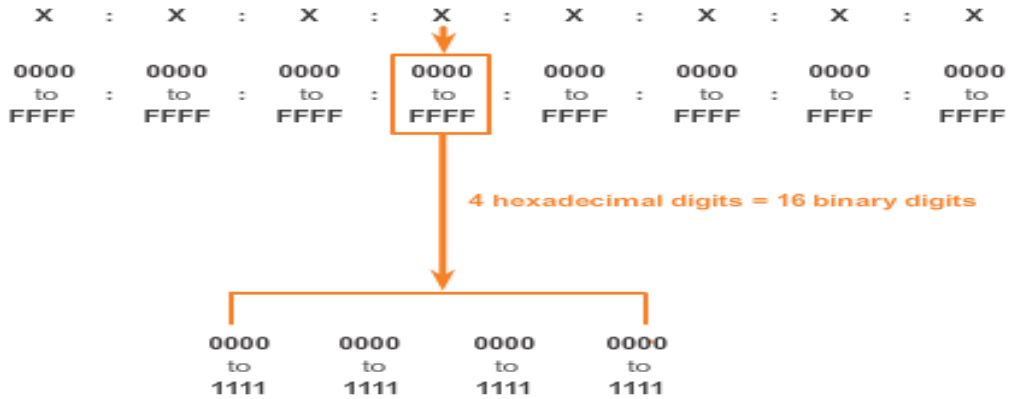 X : X : X : X : X : X : X : X
0000 0000 0000 0000 0000 0000 0000 0000
to : to : to : to : to : to : to : to
FFFF FFFF FFFF FFFF FFFF FFFF FFFF FFFF
4 hexadecimal digits = 16 binary digits
0000 0000 0000 0000
to to to to
1111 1111 1111 1111